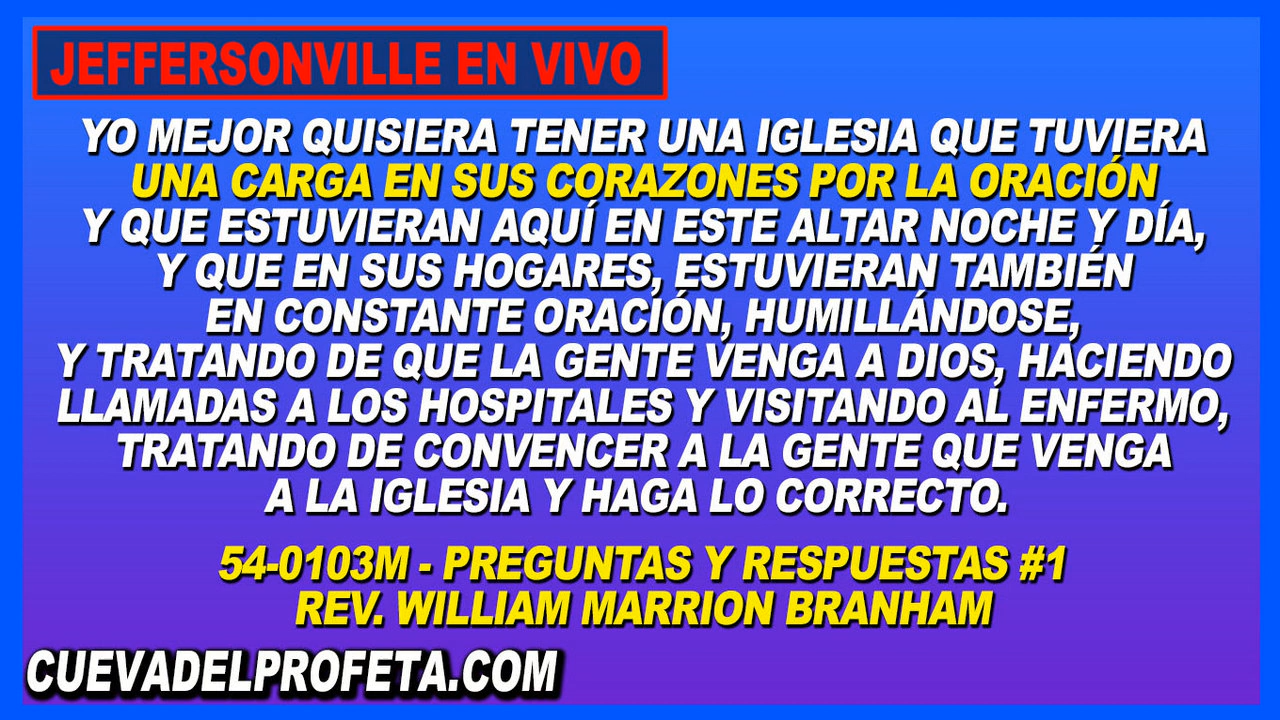 JEFFERSONVILLE EN VIVO
YO MEJOR QUISIERA TENER UNA IGLESIA QUE TUVIERA
UNA CARGA EN SUS CORAZONES POR LA ORACIÓN
Y QUE ESTUVIERAN AQUÍ EN ESTE ALTAR NOCHE Y DÍA,
Y QUE EN SUS HOGARES, ESTUVIERAN TAMBIÉN
EN CONSTANTE ORACIÓN, HUMILLÁNDOSE,
Y TRATANDO DE QUE LA GENTE VENGA A DIOS, HACIENDO
LLAMADAS A LOS HOSPITALES Y VISITANDO AL ENFERMO,
TRATANDO DE CONVENCER A LA GENTE QUE VENGA
A LA IGLESIA Y HAGA LO CORRECTO.
54-0103M - PREGUNTAS Y RESPUESTAS #1
REV. WILLIAM MARRION BRANHAM
CUEVADELPROFETA.COM